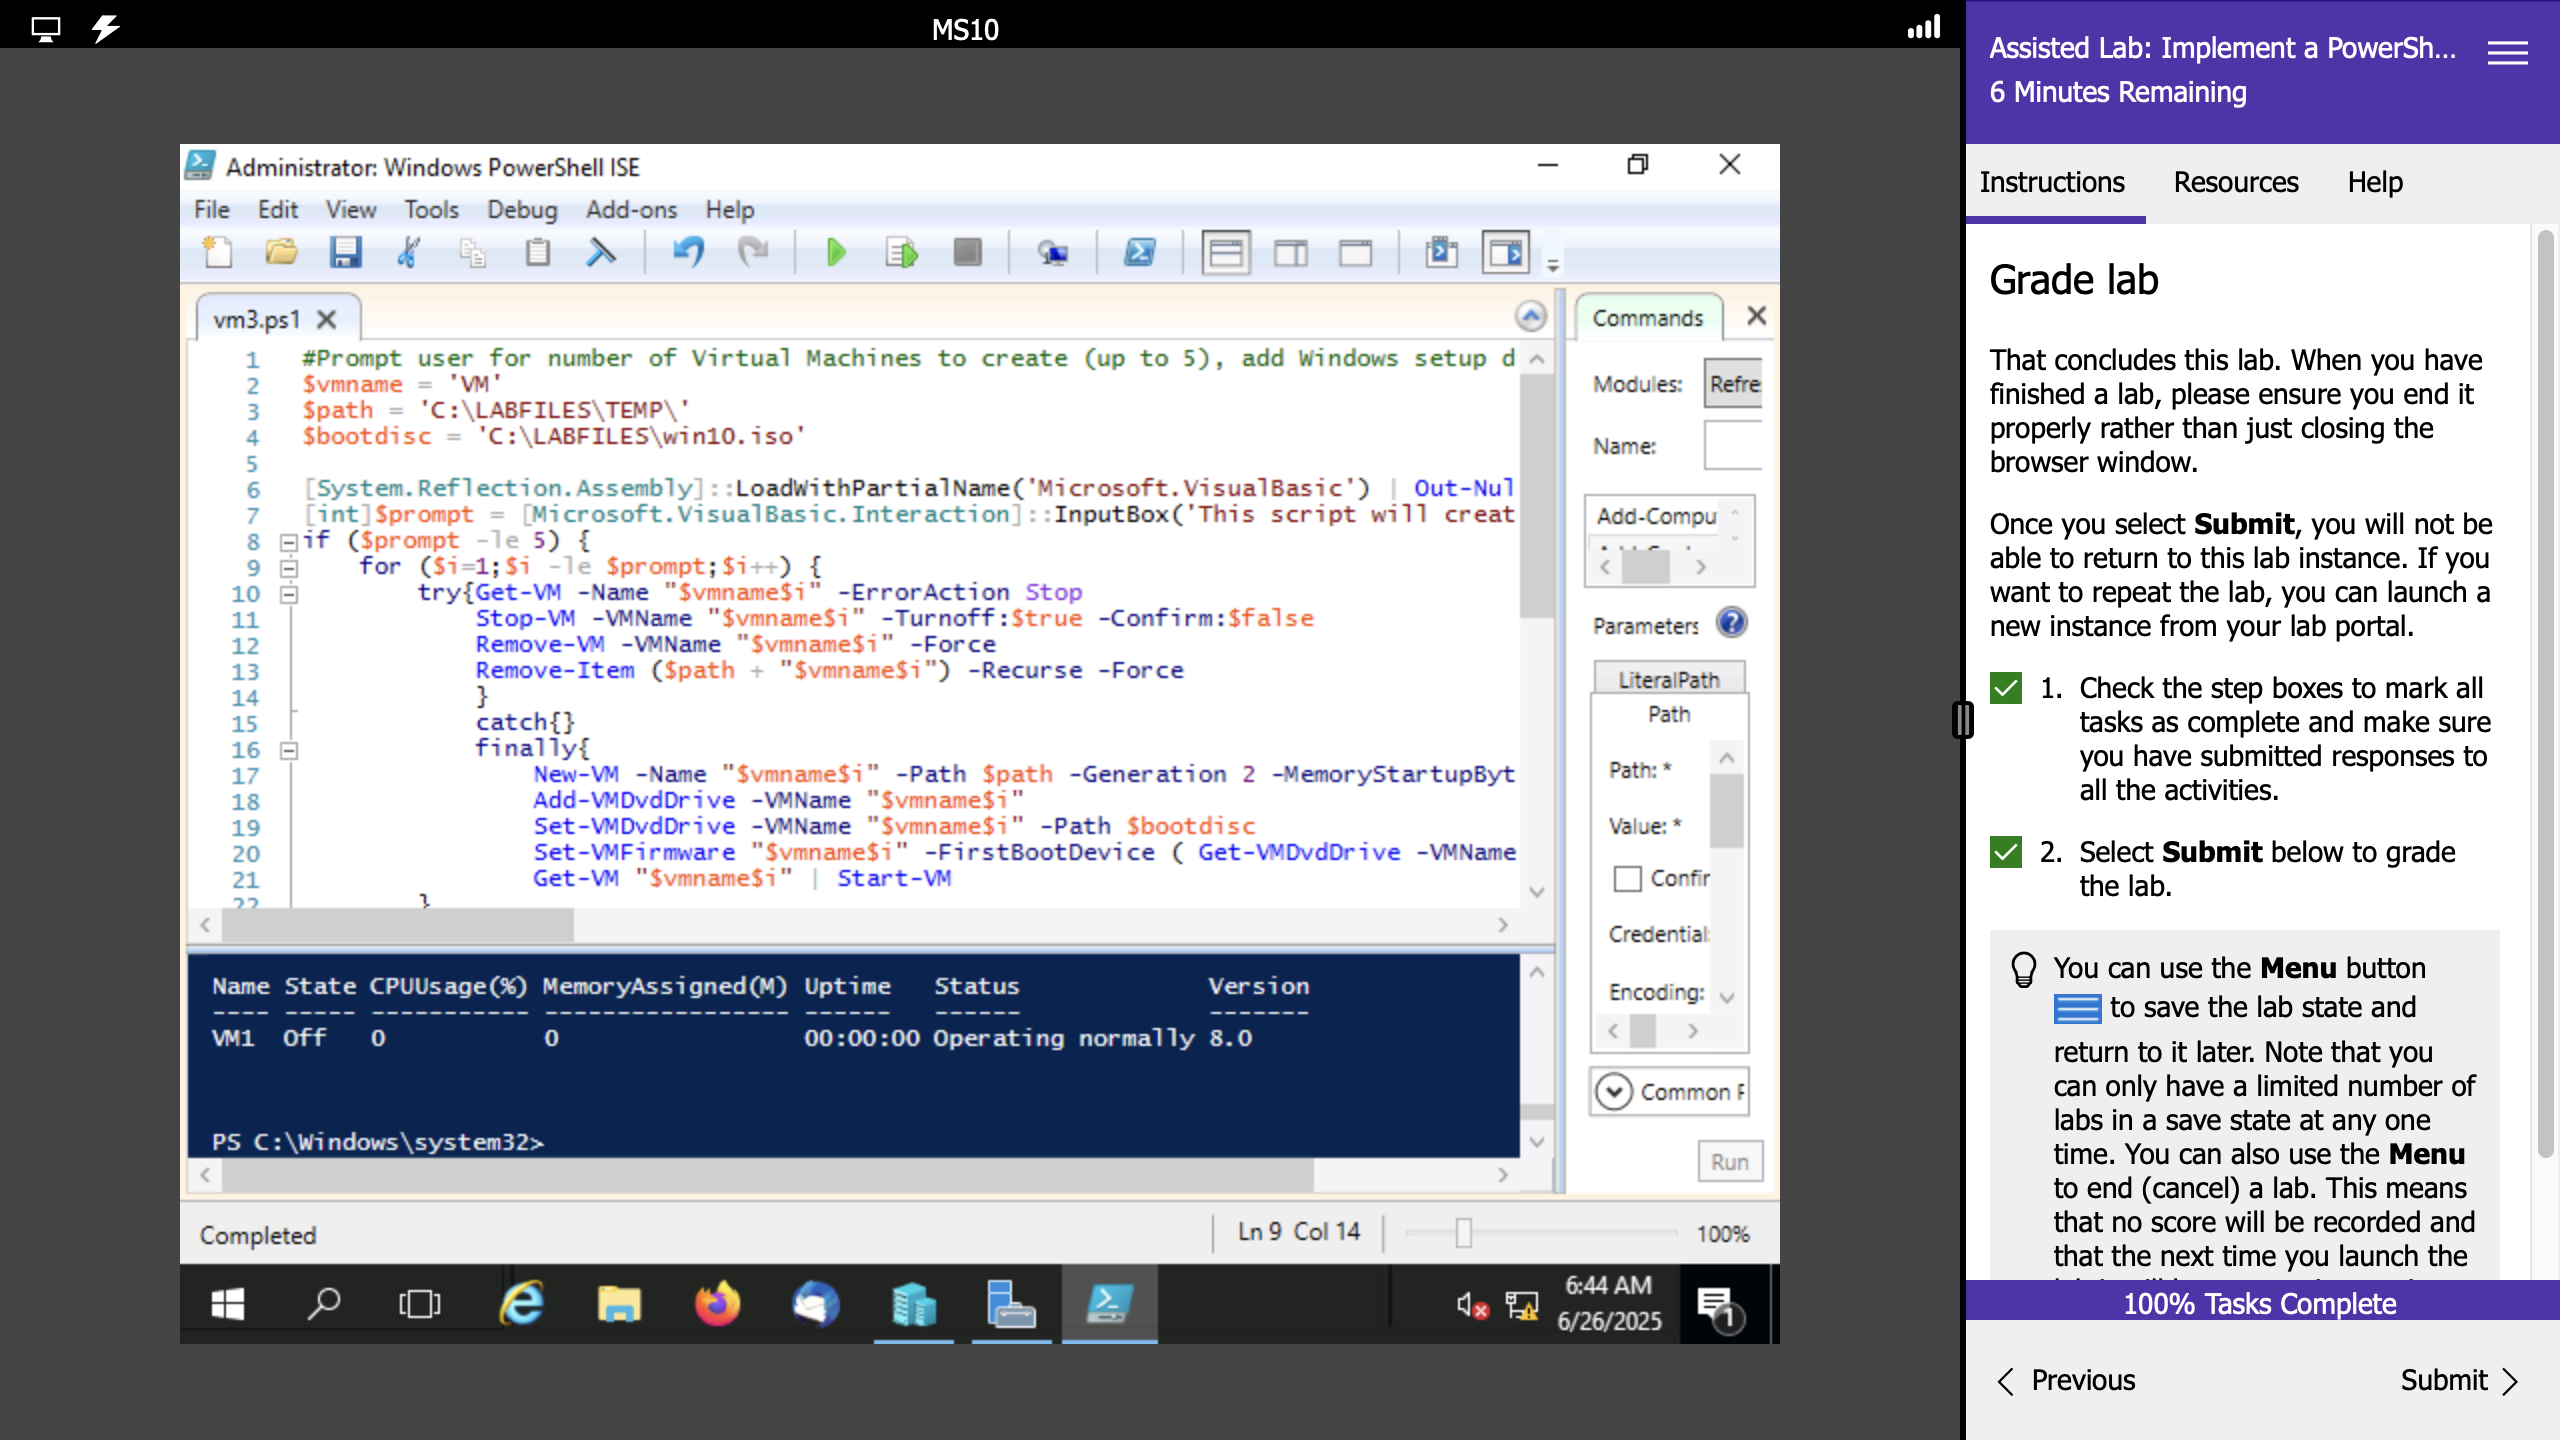 MS10
Administrator: Windows PowerShell ISE
File Edit View Tools Debug Add-ons Help
vm3.ps1
1 #Prompt user for number of Virtual Machines to create (up to 5), add Windows setup d
2 $vmname = 'VM'
3 $path = 'C:\LABFILES\TEMP\'
4 $bootdisc = 'C:\LABFILES\win10.iso'
5
6 [System.Reflection.Assembly]::LoadWithPartialName('Microsoft.VisualBasic') | Out-Nul
7 [int]$prompt = [Microsoft.VisualBasic.Interaction]::InputBox('This script will creat
8 if ($prompt -le 5) {
9 for ($i=1;$i -le $prompt;$i++) {
10 try{Get-VM -Name "$vmname$i" -ErrorAction Stop
11 Stop-VM -VMName "$vmname$i" -Turnoff:$true -Confirm:$false
12 Remove-VM -VMName "$vmname$i" -Force
13 Remove-Item ($path + "$vmname$i") -Recurse -Force
14 }
15 catch{}
16 finally{
17 New-VM -Name "$vmname$i" -Path $path -Generation 2 -MemoryStartupByt
18 Add-VMDvdDrive -VMName "$vmname$i"
19 Set-VMDvdDrive -VMName "$vmname$i" -Path $bootdisc
20 Set-VMFirmware "$vmname$i" -FirstBootDevice ( Get-VMDvdDrive -VMName
21 Get-VM "$vmname$i" | Start-VM
22 }
Name State CPUUsage(%) MemoryAssigned(M) Uptime Status Version
---- ----- ----------- ----------------- ------ ------ -------
VM1 Off 0 0 00:00:00 Operating normally 8.0
PS C:\Windows\system32>
Completed
Ln 9 Col 14
100%
Commands
Modules: Refre
Name:
Add-Compu
Parameters
LiteralPath
Path
Path: *
Value: *
Confir
Credential:
Encoding:
Common P
Run
6:44 AM
6/26/2025
1
Assisted Lab: Implement a PowerSh...
6 Minutes Remaining
Instructions Resources Help
Grade lab
That concludes this lab. When you have
finished a lab, please ensure you end it
properly rather than just closing the
browser window.
Once you select Submit, you will not be
able to return to this lab instance. If you
want to repeat the lab, you can launch a
new instance from your lab portal.
1. Check the step boxes to mark all
tasks as complete and make sure
you have submitted responses to
all the activities.
2. Select Submit below to grade
the lab.
You can use the Menu button
to save the lab state and
return to it later. Note that you
can only have a limited number of
labs in a save state at any one
time. You can also use the Menu
to end (cancel) a lab. This means
that no score will be recorded and
that the next time you launch the
100% Tasks Complete
Previous
Submit